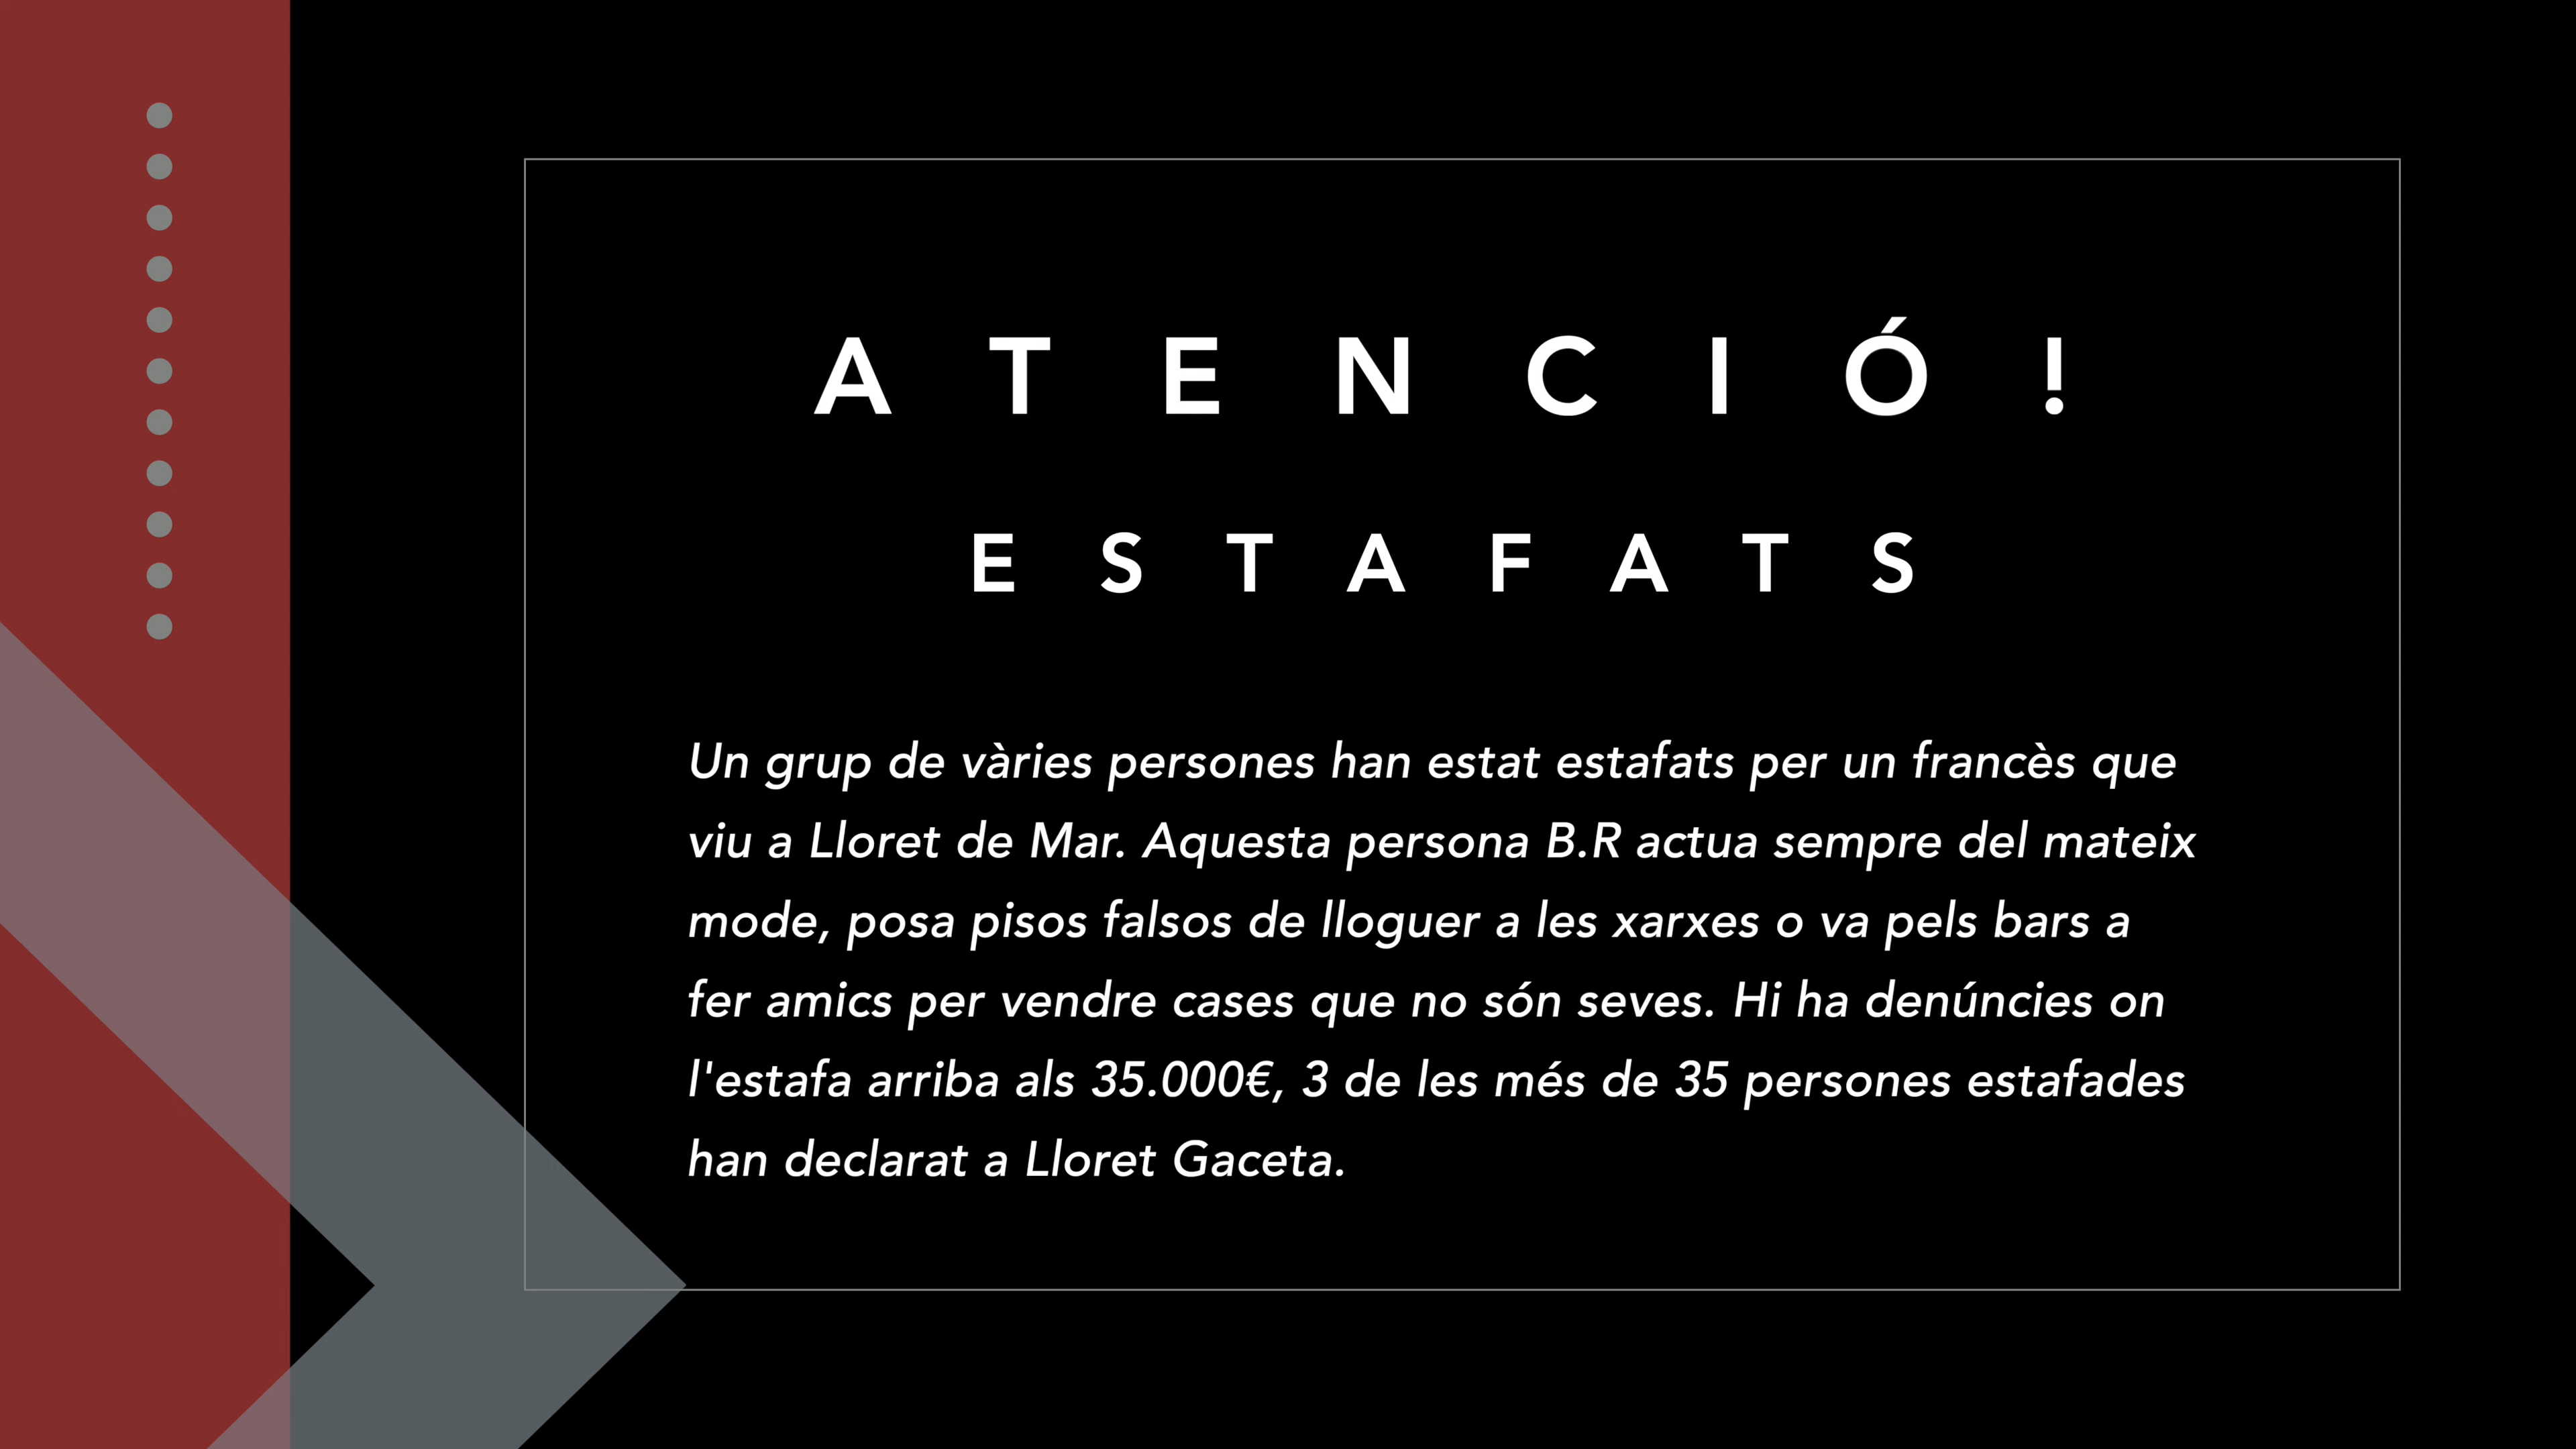 ATENCIÓ!
ESTAFATS
Un grup de vàries persones han estat estafats per un francès que
viu a Lloret de Mar. Aquesta persona B.R actua sempre del mateix
mode, posa pisos falsos de lloguer a les xarxes o va pels bars a
fer amics per vendre cases que no són seves. Hi ha denúncies on
l'estafa arriba als 35.000€, 3 de les més de 35 persones estafades
han declarat a Lloret Gaceta.